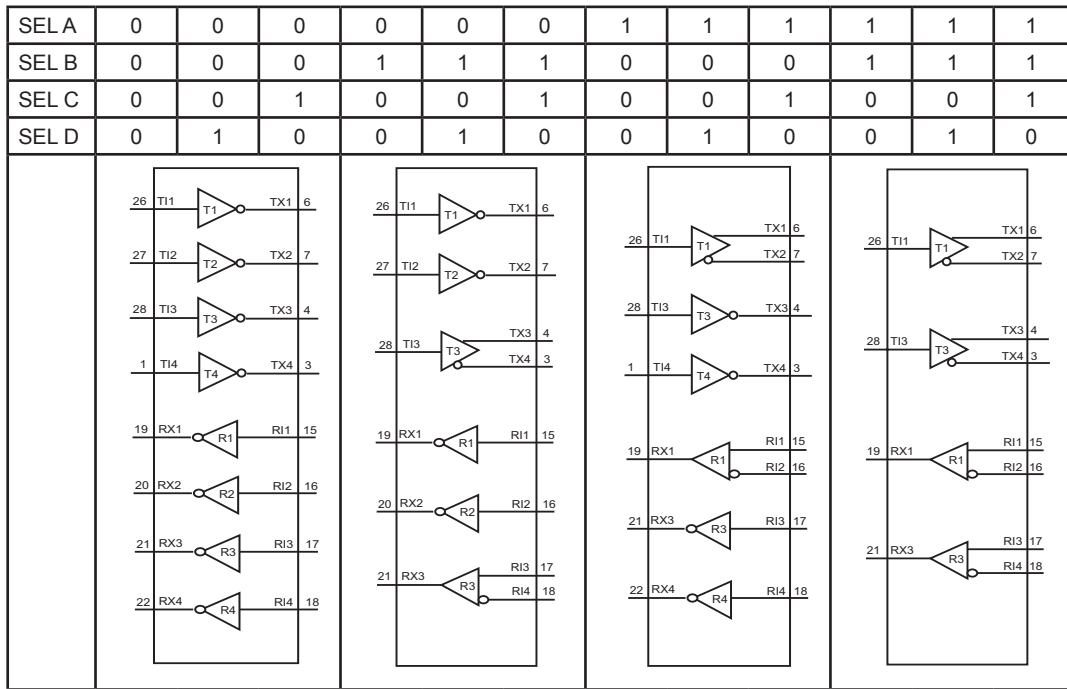 SEL A 0 0 0 0 0 0 1 1 1 1 1 1
SEL B 0 0 0 1 1 1 0 0 0 1 1 1
SEL C 0 0 1 0 0 1 0 0 1 0 0 1
SEL D 0 1 0 0 1 0 0 1 0 0 1 0
26 TI1 T1 TX1 6
27 TI2 T2 TX2 7
28 TI3 T3 TX3 4
1 TI4 T4 TX4 3
19 RX1 R1 RI1 15
20 RX2 R2 RI2 16
21 RX3 R3 RI3 17
22 RX4 R4 RI4 18
26 TI1 T1 TX1 6
27 TI2 T2 TX2 7
28 TI3 T3 TX3 4
TX4 3
19 RX1 R1 RI1 15
20 RX2 R2 RI2 16
21 RX3 R3 RI3 17
RI4 18
26 TI1 T1 TX1 6
TX2 7
28 TI3 T3 TX3 4
1 TI4 T4 TX4 3
19 RX1 R1 RI1 15
RI2 16
21 RX3 R3 RI3 17
22 RX4 R4 RI4 18
26 TI1 T1 TX1 6
TX2 7
28 TI3 T3 TX3 4
TX4 3
19 RX1 R1 RI1 15
RI2 16
21 RX3 R3 RI3 17
RI4 18